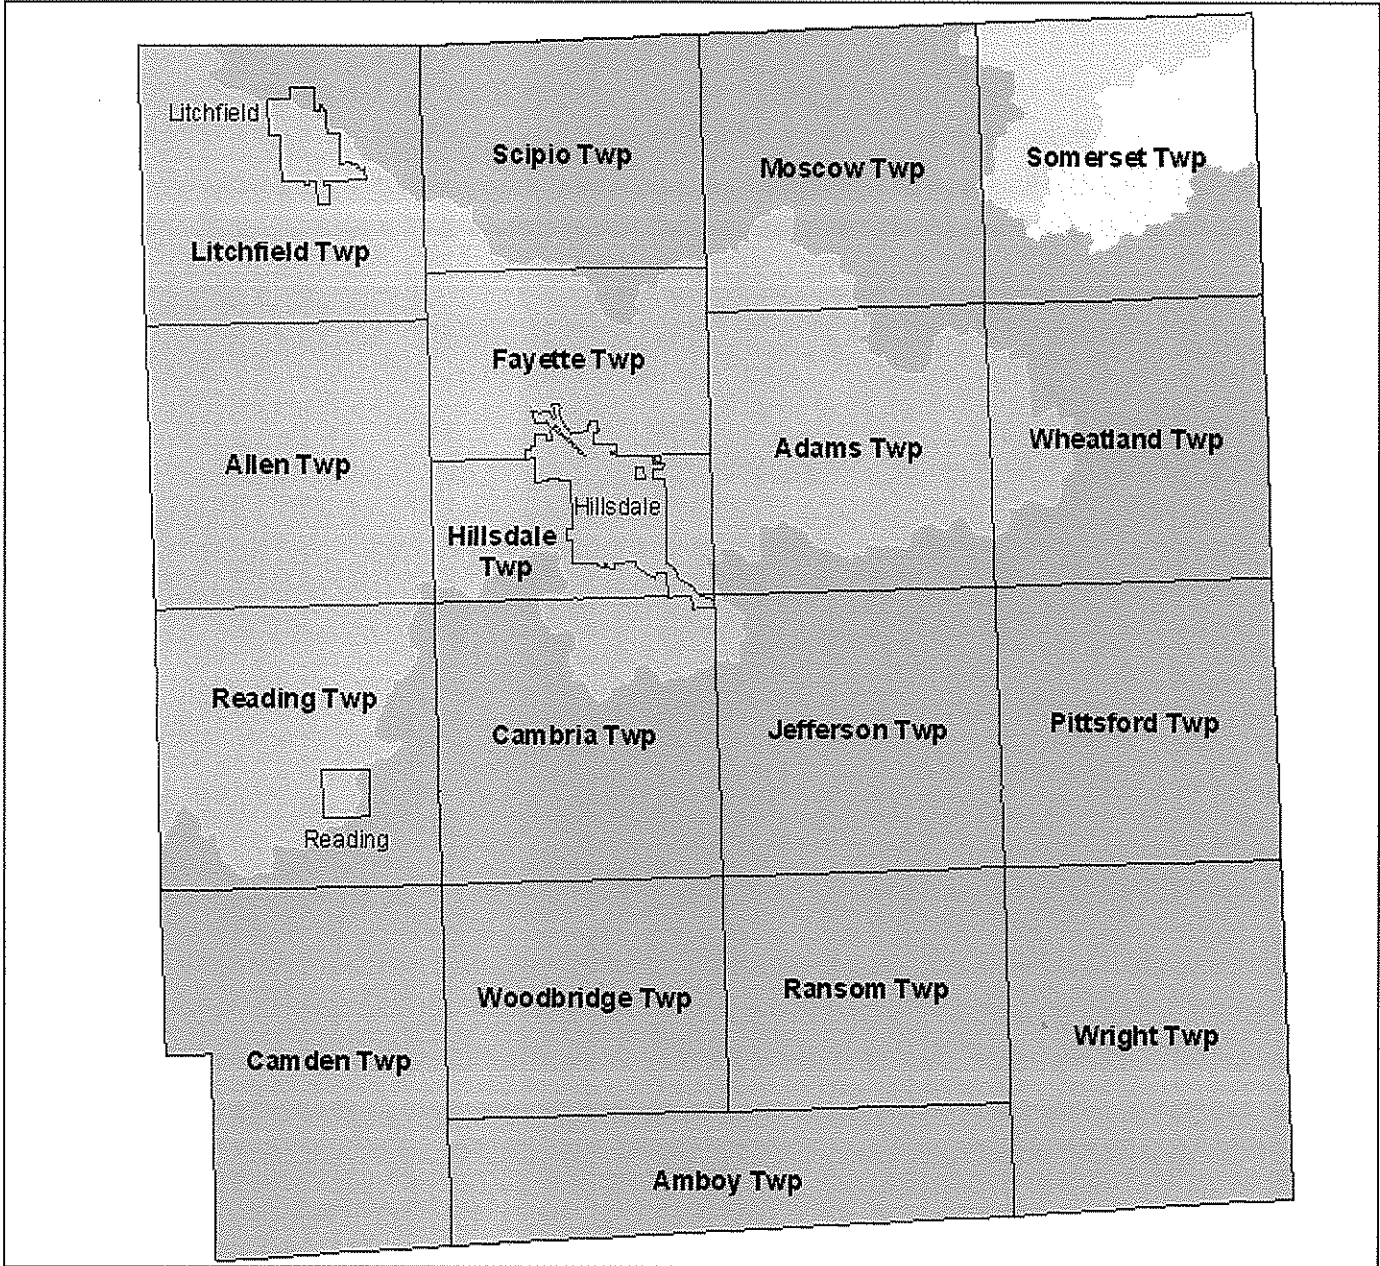 Litchfield
Scipio Twp
Moscow Twp
Somerset Twp
Litchfield Twp
Fayette Twp
Allen Twp
Adams Twp
Wheatland Twp
Hillsdale
Hillsdale
Twp
Reading Twp
Cambria Twp
Jefferson Twp
Pittsford Twp
Reading
Woodbridge Twp
Ransom Twp
Wright Twp
Camden Twp
Amboy Twp